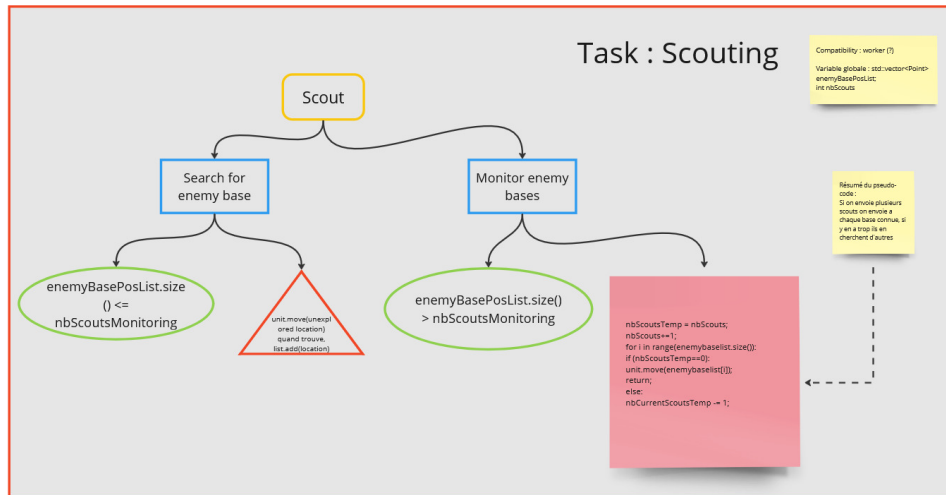 Task : Scouting
Compatibility : worker (?)
Variable globale : std::vector<Point>
enemyBasePosList;
int nbScouts
Scout
Search for
enemy base
Monitor enemy
bases
Résumé du pseudo-
code :
Si on envoie plusieurs
scouts on envoie a
chaque base connue, si
y en a trop ils en
cherchent d'autres
enemyBasePosList.size
() <=
nbScoutsMonitoring
unit.move(unexpl
ored location)
quand trouve,
list.add(location)
enemyBasePosList.size()
> nbScoutsMonitoring
nbScoutsTemp = nbScouts;
nbScouts+=1;
for i in range(enemybaselist.size()):
if (nbScoutsTemp==0):
unit.move(enemybaselist[i]);
return;
else:
nbCurrentScoutsTemp -= 1;